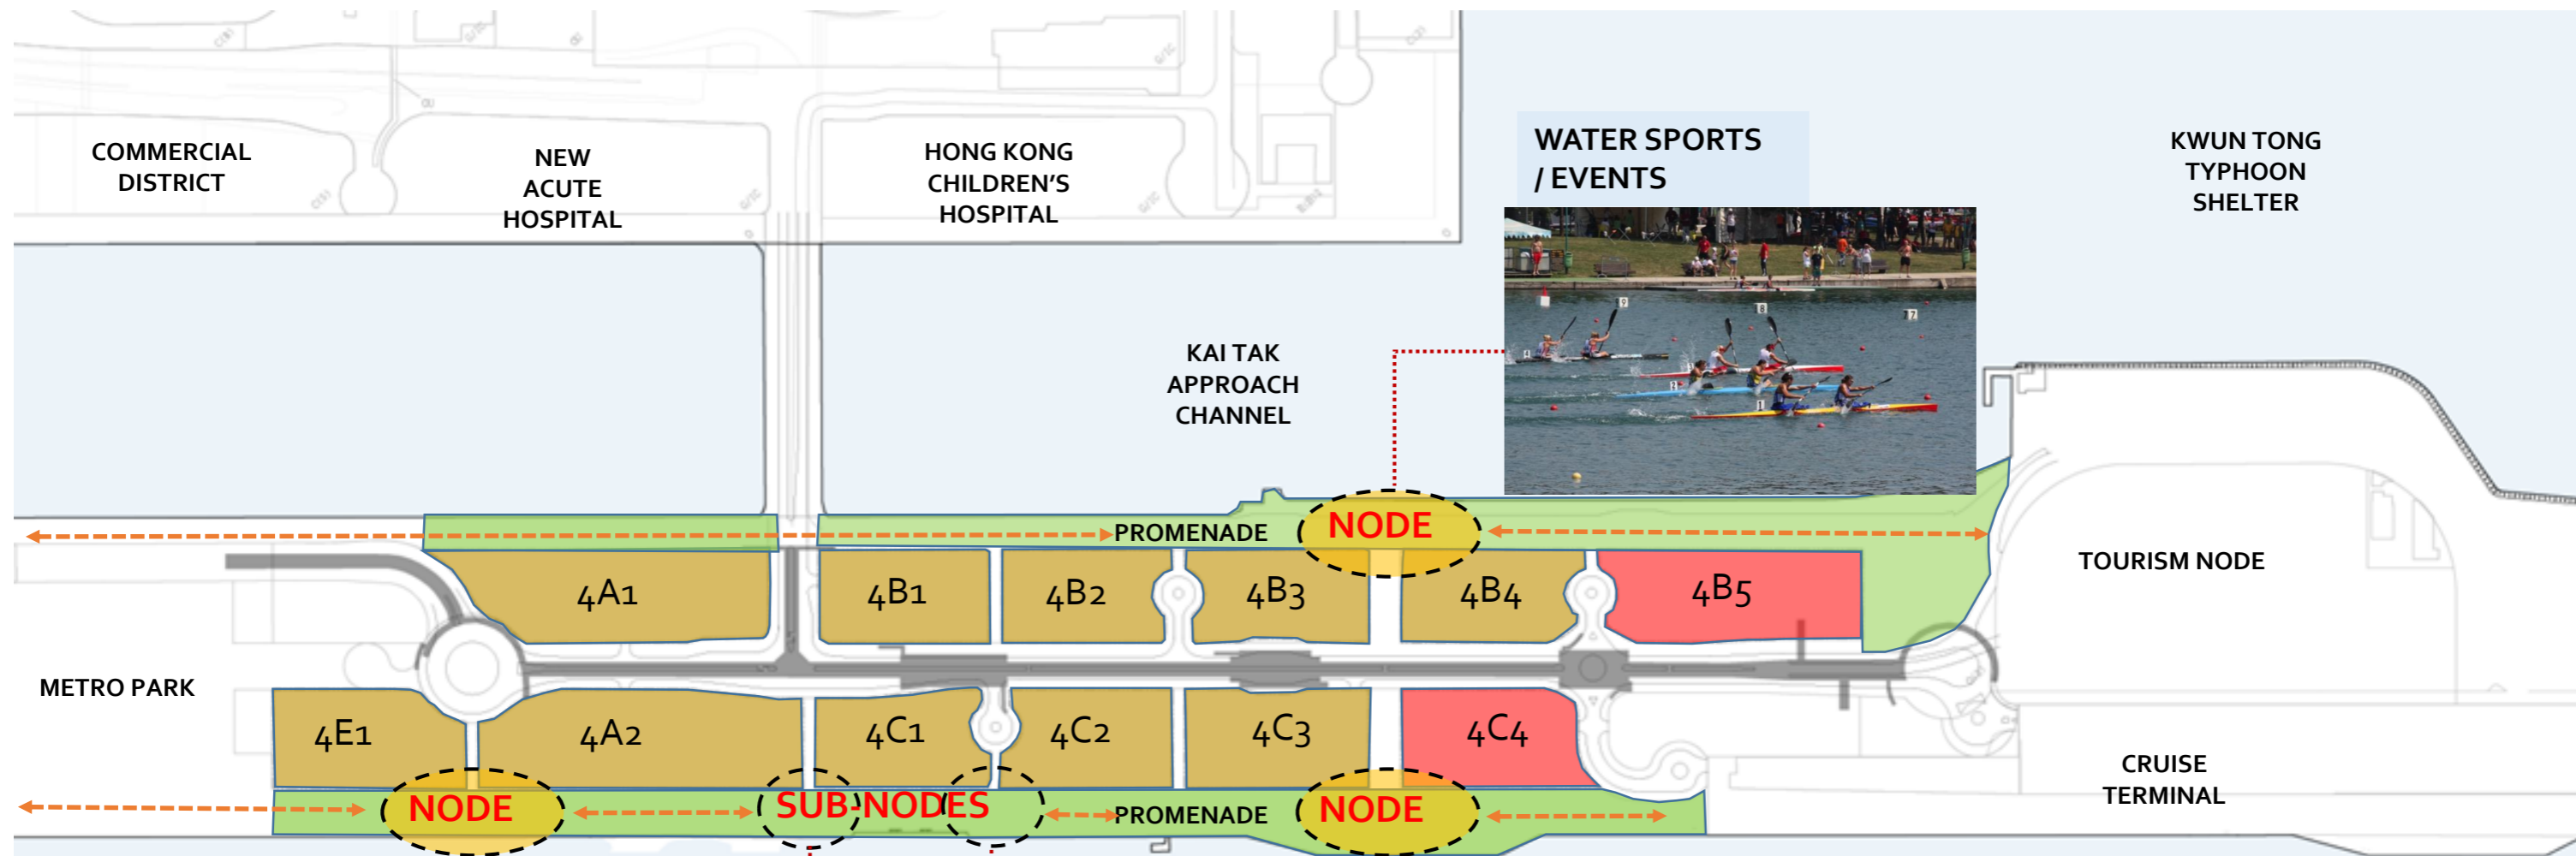 COMMERCIAL
DISTRICT
NEW
ACUTE
HOSPITAL
HONG KONG
CHILDREN'S
HOSPITAL
WATER SPORTS
/ EVENTS
KWUN TONG
TYPHOON
SHELTER
KAI TAK
APPROACH
CHANNEL
PROMENADE
NODE
TOURISM NODE
4A1
4B1
4B2
4B3
4B4
4B5
METRO PARK
4E1
4A2
4C1
4C2
4C3
4C4
CRUISE
TERMINAL
NODE
SUB-NODES
PROMENADE
NODE